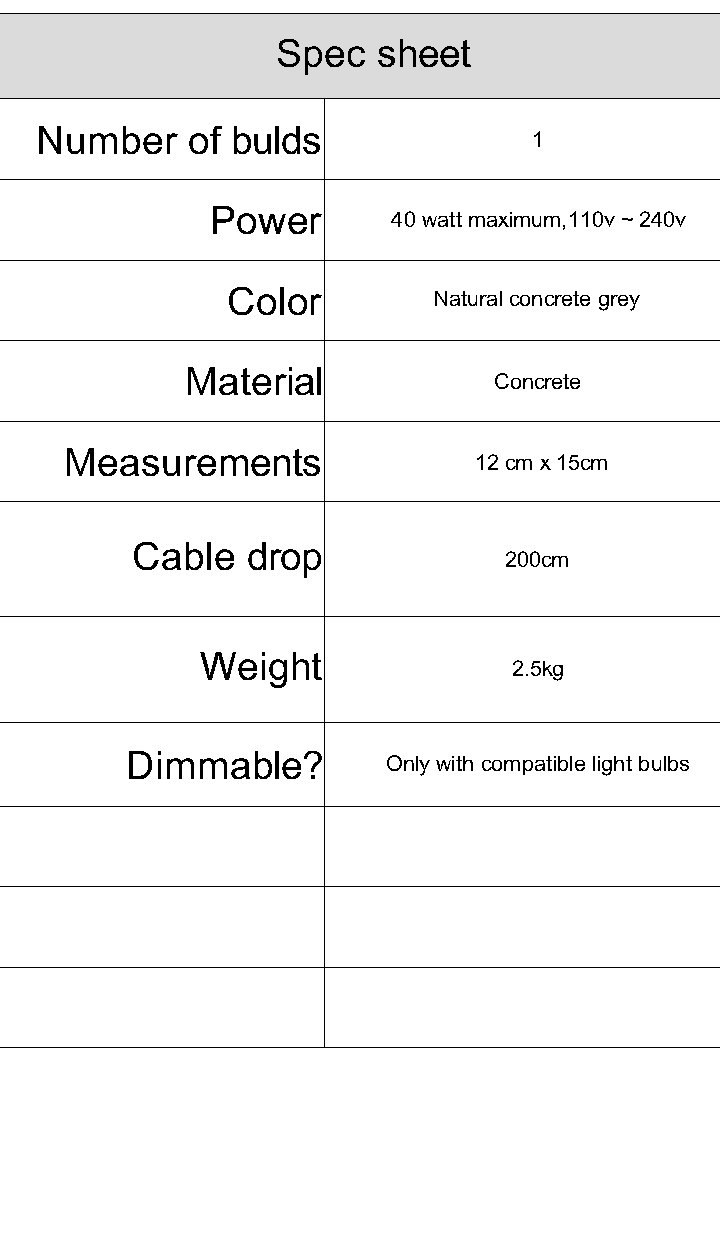 Spec sheet
Number of bulds 1
Power 40 watt maximum,110v ~ 240v
Color Natural concrete grey
Material Concrete
Measurements 12 cm x 15cm
Cable drop 200cm
Weight 2.5kg
Dimmable? Only with compatible light bulbs